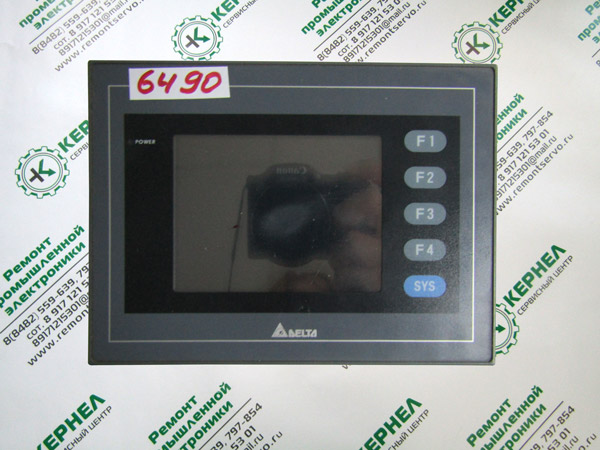 6490
POWER
F1
F2
F3
F4
SYS
DELTA
КЕРНЕЛ
СЕРВИСНЫЙ ЦЕНТР
Ремонт
промышленной
электроники
8(8482) 559-639, 797-854
сот. 8 917 121 53 01
89171215301@mail.ru
www.remontservo.ru